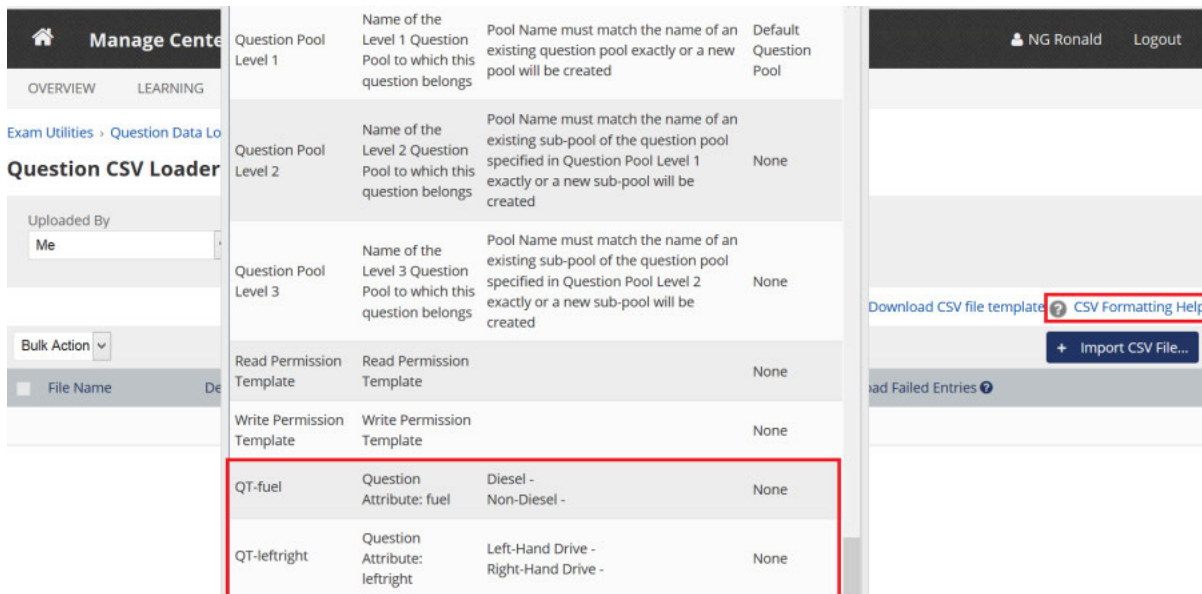 Manage Cente
NG Ronald
Logout
OVERVIEW
LEARNING
Exam Utilities › Question Data Lo
Question CSV Loader
Uploaded By
Me
Download CSV file template
CSV Formatting Help
Bulk Action
+ Import CSV File...
File Name
De
ad Failed Entries
Question Pool
Level 1
Name of the
Level 1 Question
Pool to which this
question belongs
Pool Name must match the name of an
existing question pool exactly or a new
pool will be created
Default
Question
Pool
Question Pool
Level 2
Name of the
Level 2 Question
Pool to which this
question belongs
Pool Name must match the name of an
existing sub-pool of the question pool
specified in Question Pool Level 1
exactly or a new sub-pool will be
created
None
Question Pool
Level 3
Name of the
Level 3 Question
Pool to which this
question belongs
Pool Name must match the name of an
existing sub-pool of the question pool
specified in Question Pool Level 2
exactly or a new sub-pool will be
created
None
Read Permission
Template
Read Permission
Template
None
Write Permission
Template
Write Permission
Template
None
QT-fuel
Question
Attribute: fuel
Diesel -
Non-Diesel -
None
QT-leftright
Question
Attribute:
leftright
Left-Hand Drive -
Right-Hand Drive -
None